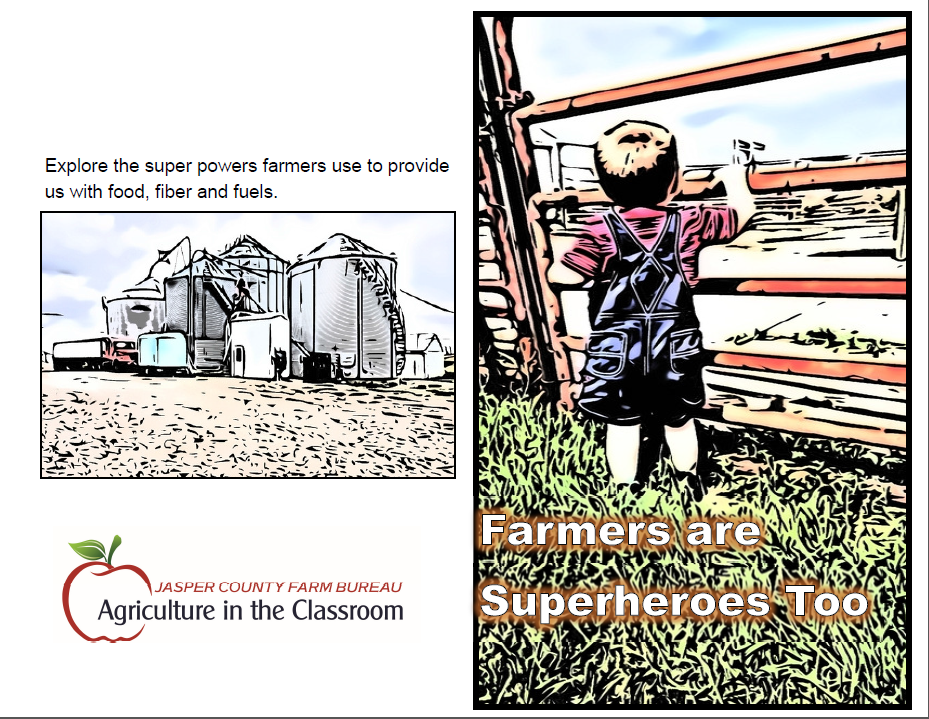 Explore the super powers farmers use to provide
us with food, fiber and fuels.
JASPER COUNTY FARM BUREAU
Agriculture in the Classroom
Farmers are
Superheroes Too